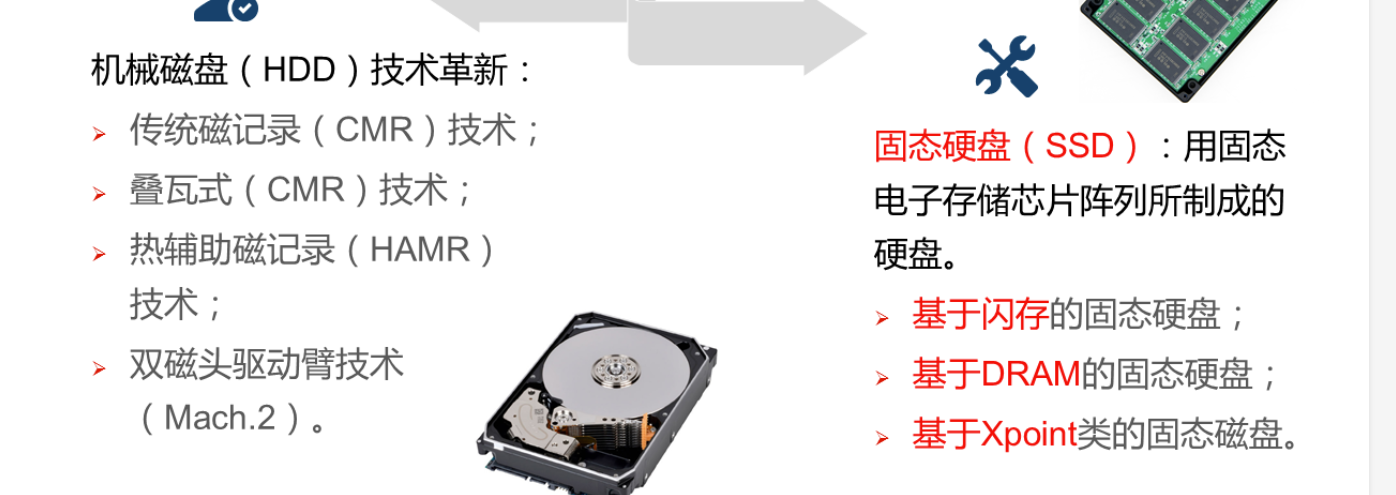 机械磁盘（HDD）技术革新：
传统磁记录（CMR）技术；
叠瓦式（CMR）技术；
热辅助磁记录（HAMR）
技术；
双磁头驱动臂技术
（Mach.2）。
固态硬盘（SSD）：用固态
电子存储芯片阵列所制成的
硬盘。
基于闪存的固态硬盘；
基于DRAM的固态硬盘；
基于Xpoint类的固态磁盘。